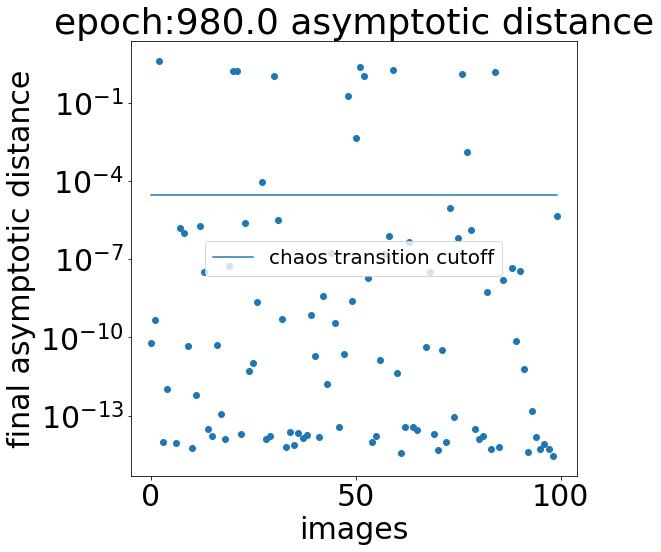 epoch:980.0 asymptotic distance
final asymptotic distance
10⁻¹
10⁻⁴
10⁻⁷
10⁻¹⁰
10⁻¹³
chaos transition cutoff
0 50 100
images